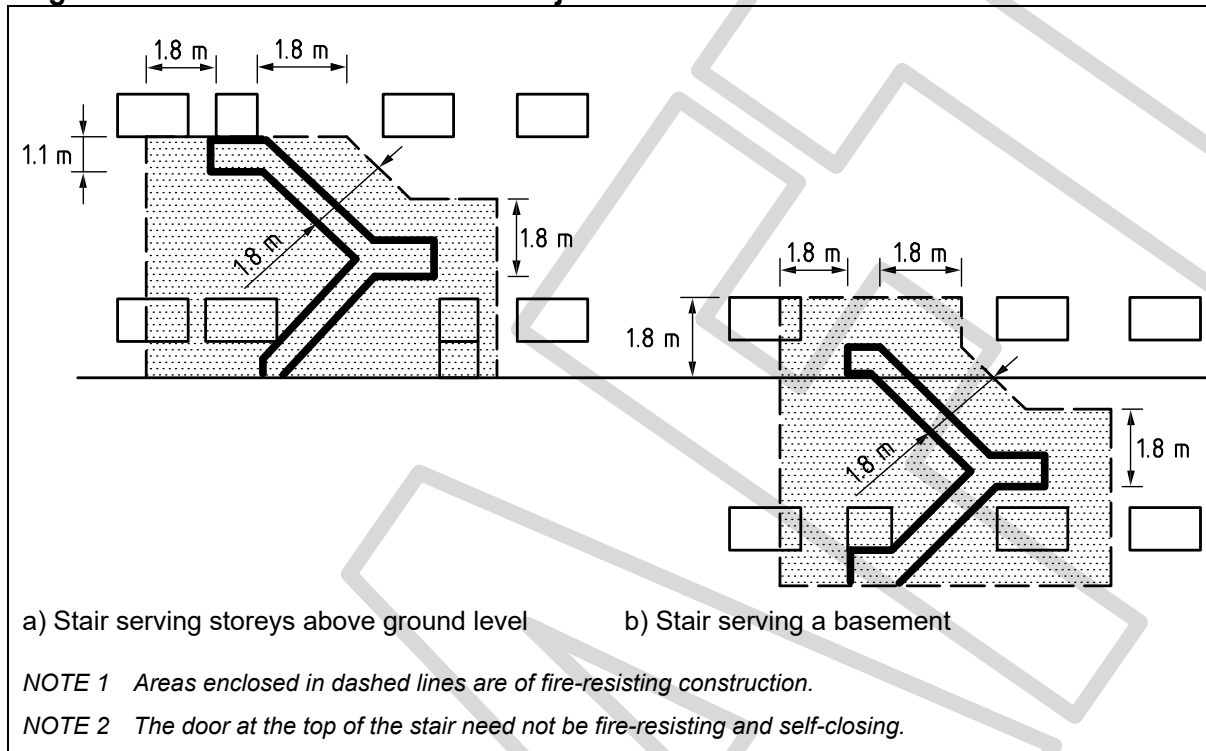 1.8 m 1.8 m
1.1 m
1.8 m
1.8 m
1.8 m 1.8 m
1.8 m
1.8 m
1.8 m
a) Stair serving storeys above ground level b) Stair serving a basement
NOTE 1 Areas enclosed in dashed lines are of fire-resisting construction.
NOTE 2 The door at the top of the stair need not be fire-resisting and self-closing.